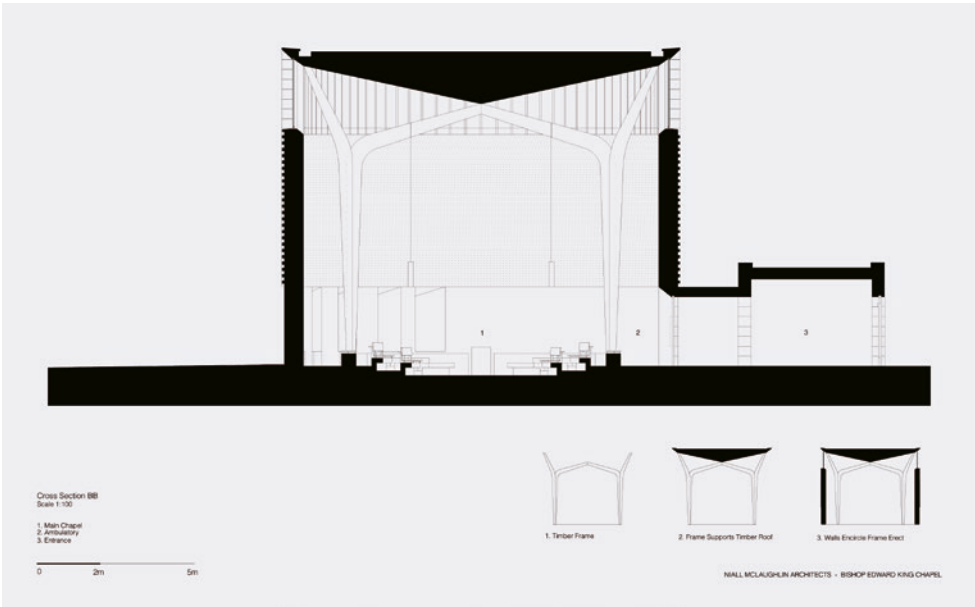 1
2
3
Cross Section BB
Scale 1:100
1. Main Chapel
2. Ambulatory
3. Entrance
0 2m 5m
1. Timber Frame
2. Frame Supports Timber Roof
3. Walls Encircle Frame Erect
NIALL MCLAUGHLIN ARCHITECTS - BISHOP EDWARD KING CHAPEL